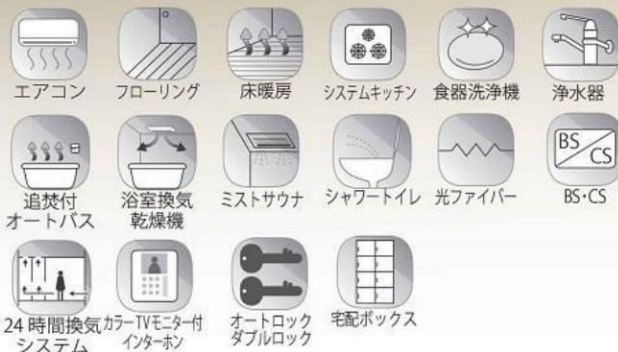 エアコン
フローリング
床暖房
システムキッチン
食器洗浄機
浄水器
BS
CS
追焚付
オートバス
浴室換気
乾燥機
ミストサウナ
シャワートイレ
光ファイバー
BS・CS
24時間換気
システム
カラーTVモニター付
インターホン
オートロック
ダブルロック
宅配ボックス